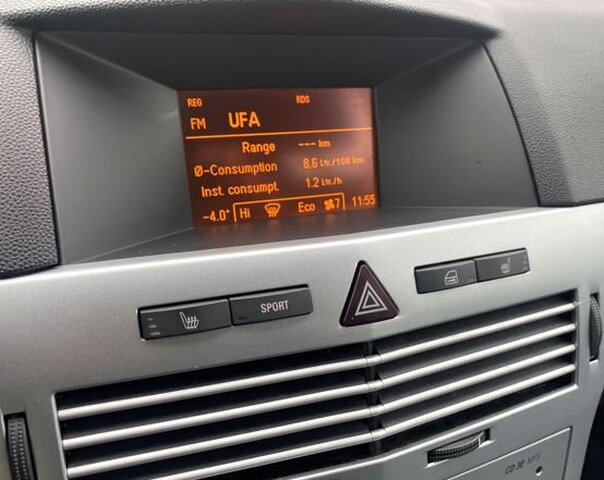 REG RDS
FM UFA
Range --- km
Ø-Consumption 8.6 Ltr./100 km
Inst. consumpt. 1.2 Ltr./h
-4.0° Hi Eco 7 11:55
SPORT
CD 30 MP3